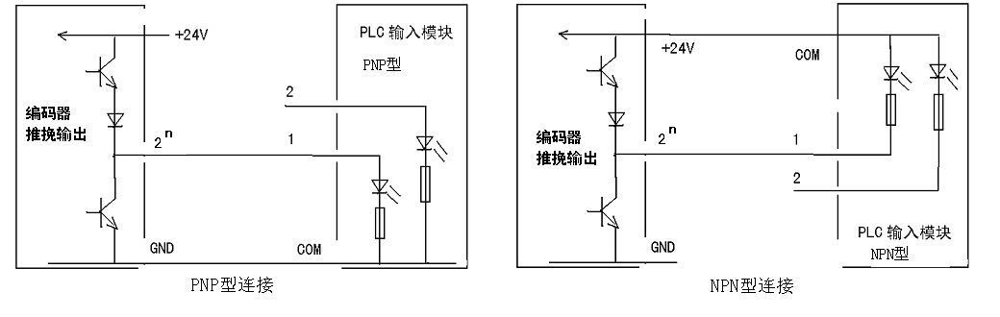 +24V
PLC 输入模块
PNP型
2
编码器
推挽输出
2n
1
GND
COM
PNP型连接
+24V
COM
编码器
推挽输出
2n
1
2
PLC 输入模块
NPN型
GND
NPN型连接